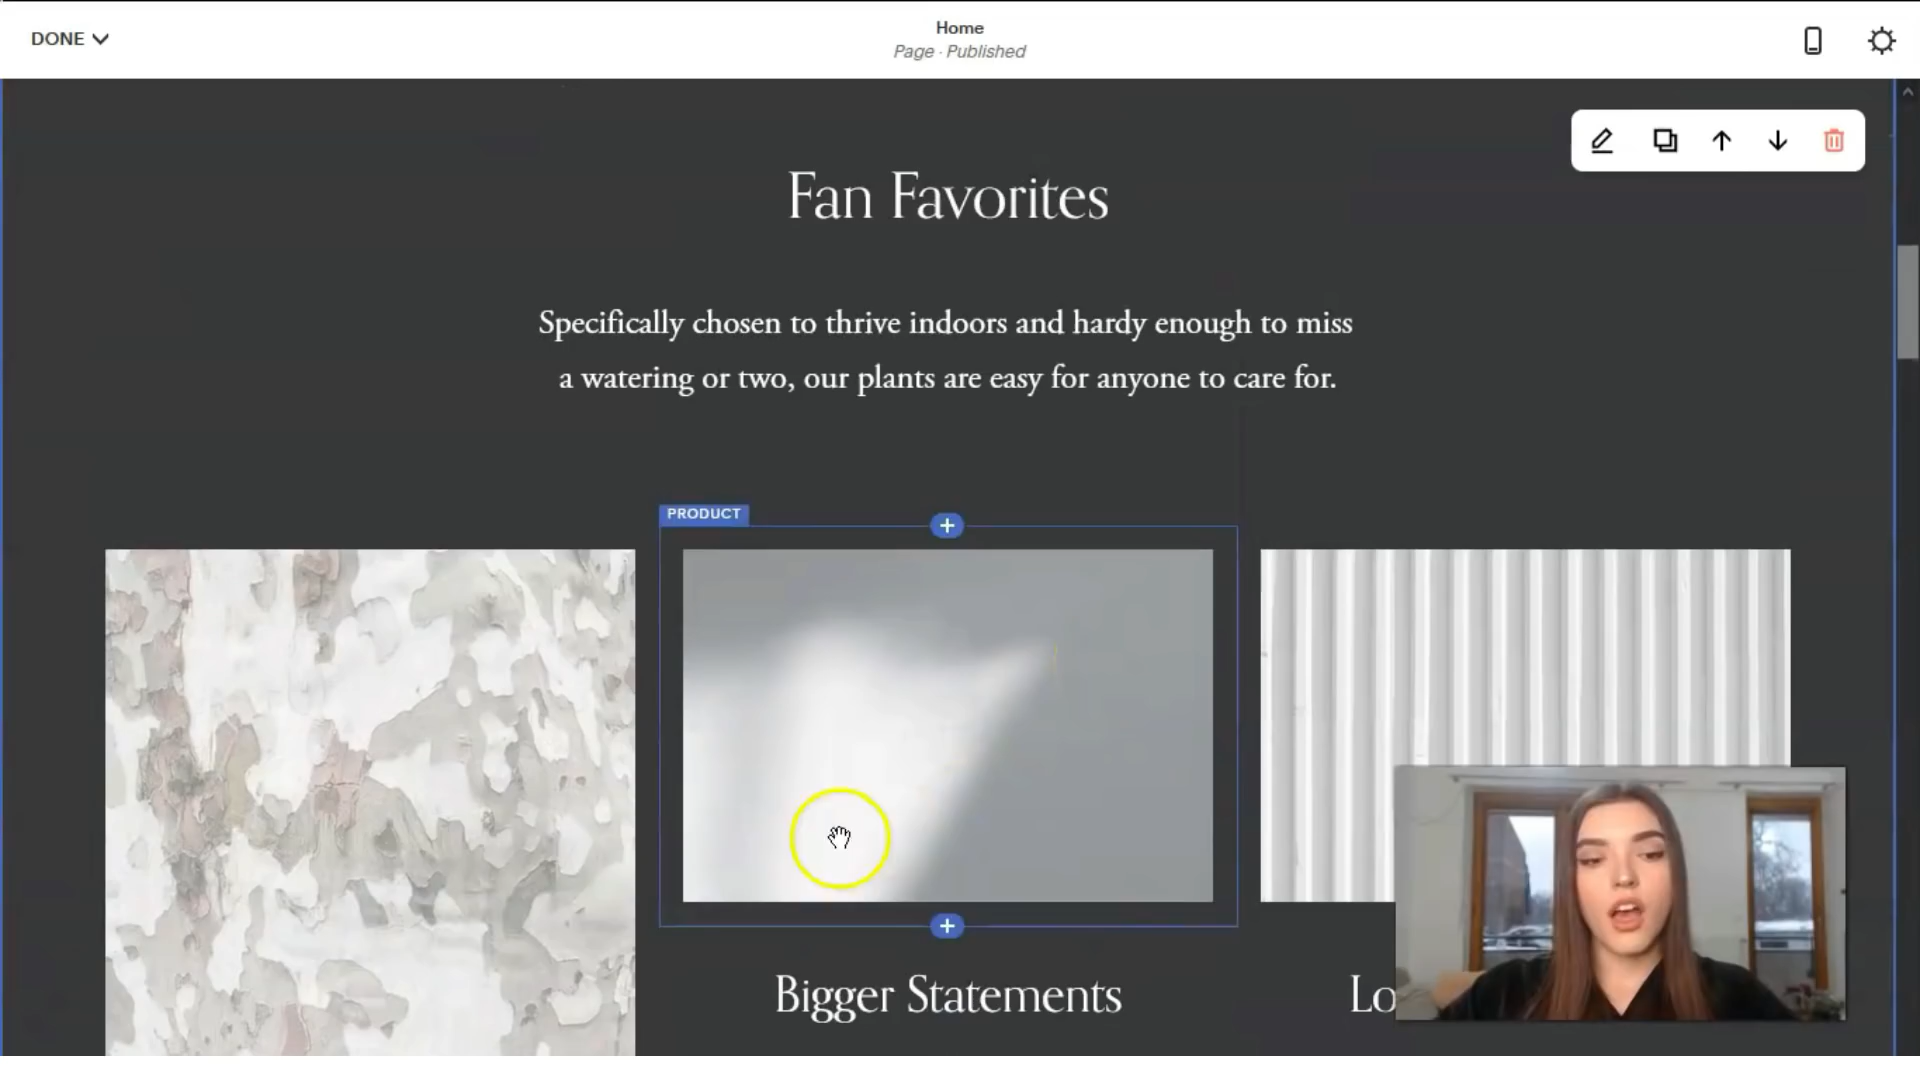 DONE
Home
Page · Published
Fan Favorites
Specifically chosen to thrive indoors and hardy enough to miss
a watering or two, our plants are easy for anyone to care for.
PRODUCT
Bigger Statements
Lo